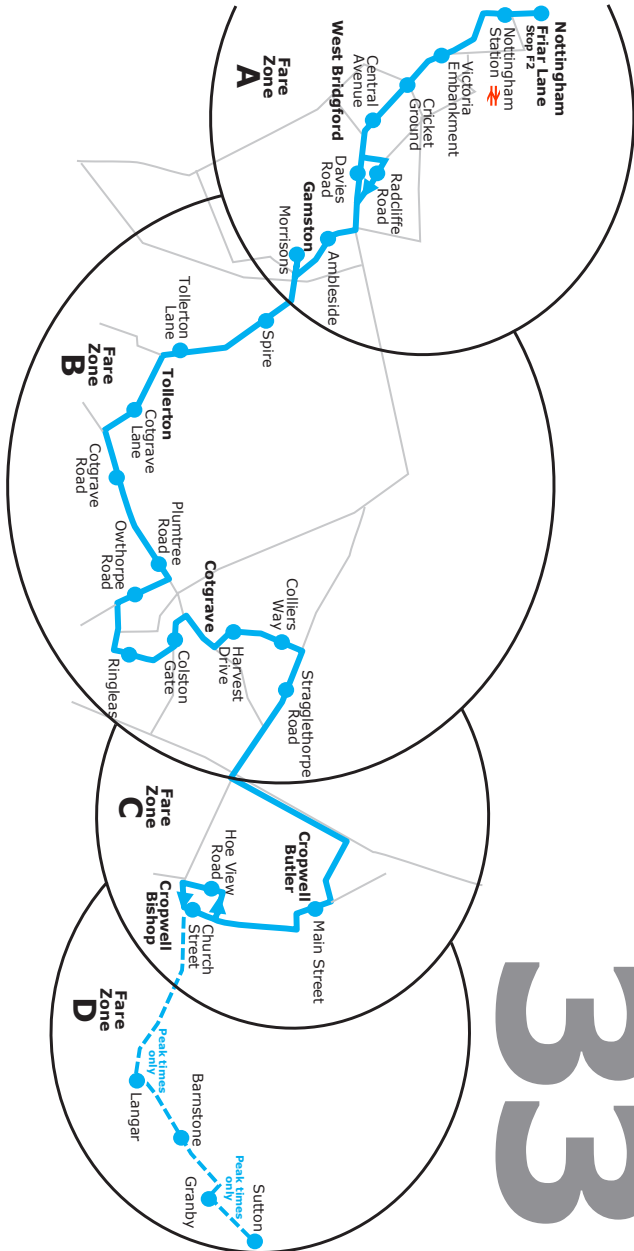 Nottingham
Friar Lane
Stop F2
Nottingham
Station
Victoria
Embankment
Cricket
Ground
Central
Avenue
West Bridgford
Fare
Zone
A
Radcliffe
Road
Davies
Road
Gamston
Morrisons
Ambleside
Spire
Tollerton
Lane
Tollerton
Fare
Zone
B
Cotgrave
Lane
Cotgrave
Road
Plumtree
Road
Owthorpe
Road
Ringleas
Colston
Gate
Cotgrave
Harvest
Drive
Colliers
Way
Stragglethorpe
Road
Fare
Zone
C
Cropwell
Butler
Main Street
Hoe View
Road
Church
Street
Cropwell
Bishop
Fare
Zone
D
Peak times
only
Langar
Barnstone
Peak times
only
Granby
Sutton
33